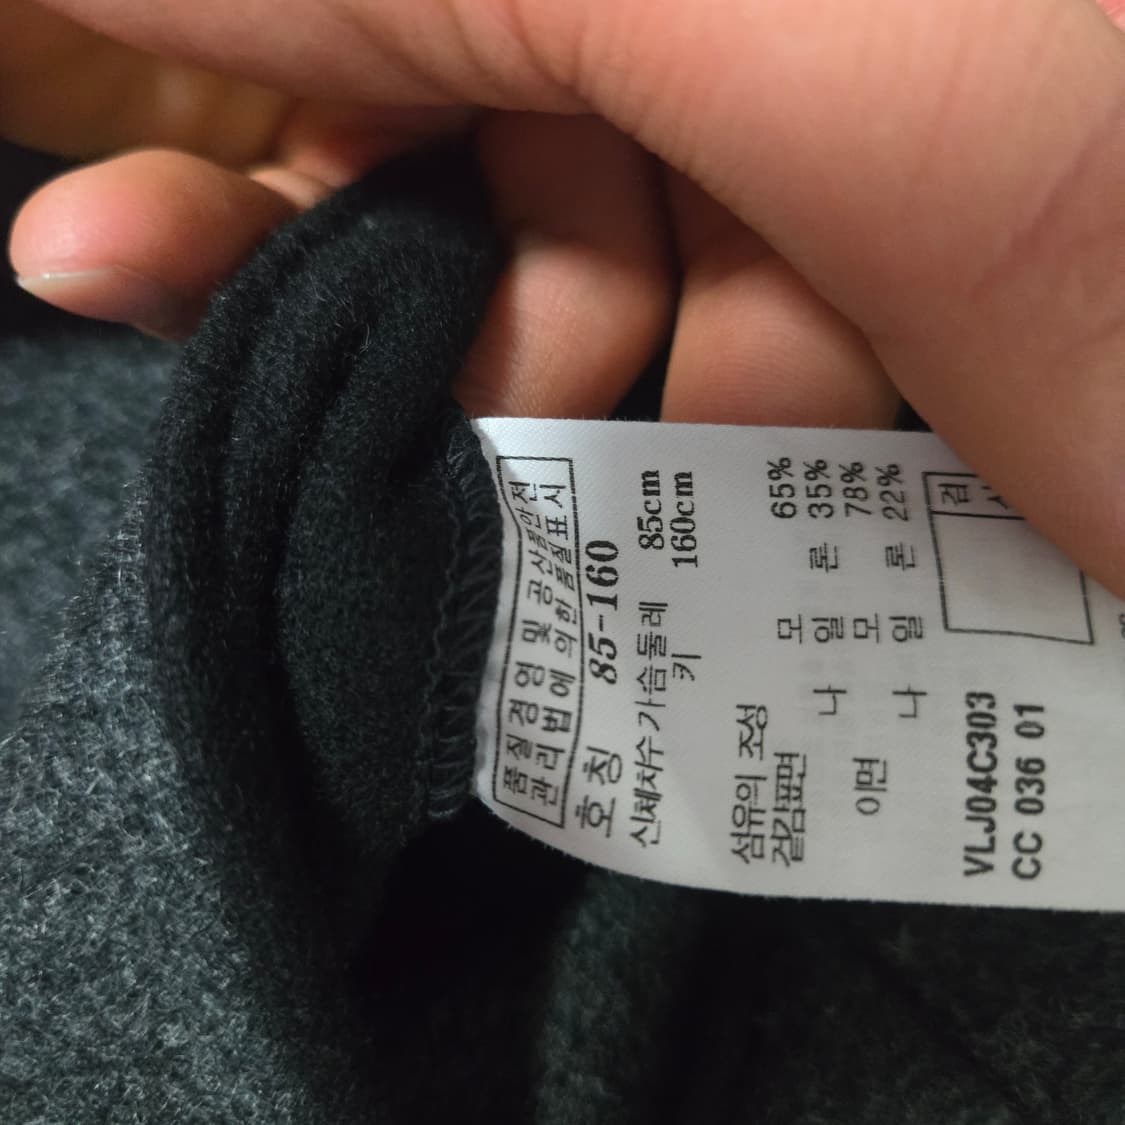 품질경영 및 공산품안전
관리법에 의한 품질표시
호칭 85-160
신체치수 가슴둘레 85cm
키 160cm
섬유의 조성
겉감표면 모 65%
나일론 35%
이면 모 78%
나일론 22%
검사
VLJ04C303
CC 036 01